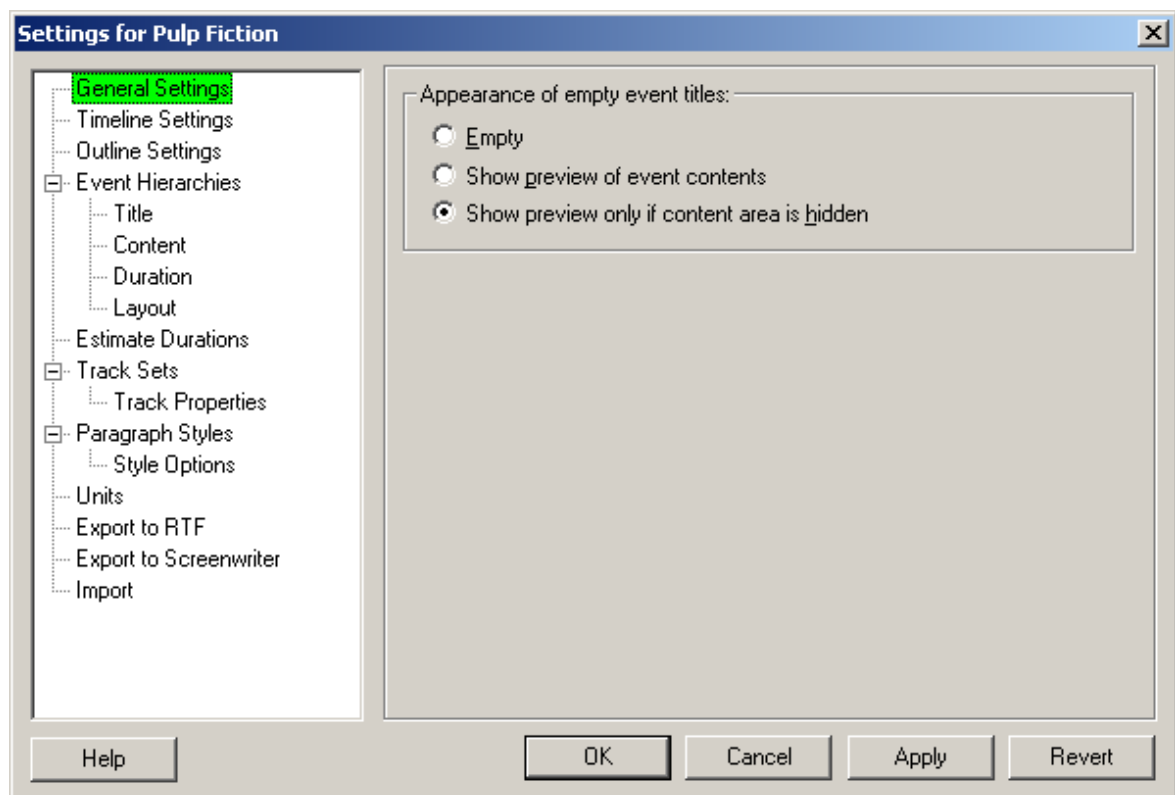 Settings for Pulp Fiction
General Settings
Timeline Settings
Outline Settings
Event Hierarchies
Title
Content
Duration
Layout
Estimate Durations
Track Sets
Track Properties
Paragraph Styles
Style Options
Units
Export to RTF
Export to Screenwriter
Import
Appearance of empty event titles:
Empty
Show preview of event contents
Show preview only if content area is hidden
Help
OK
Cancel
Apply
Revert